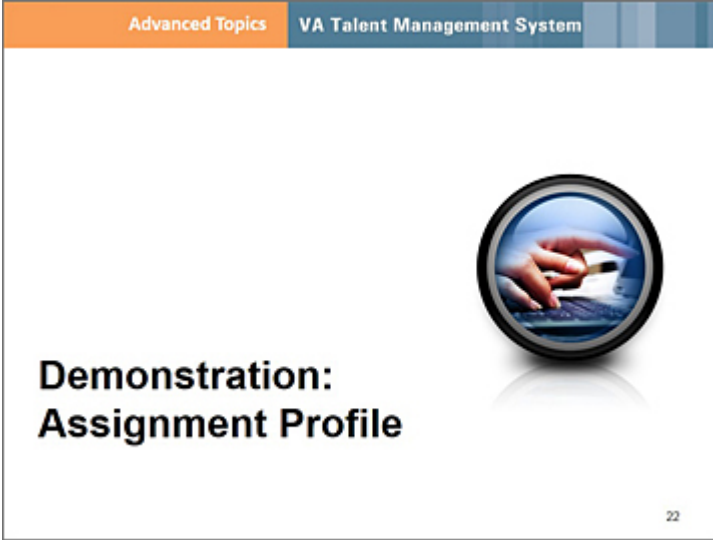 Advanced Topics VA Talent Management System
Demonstration:
Assignment Profile
22